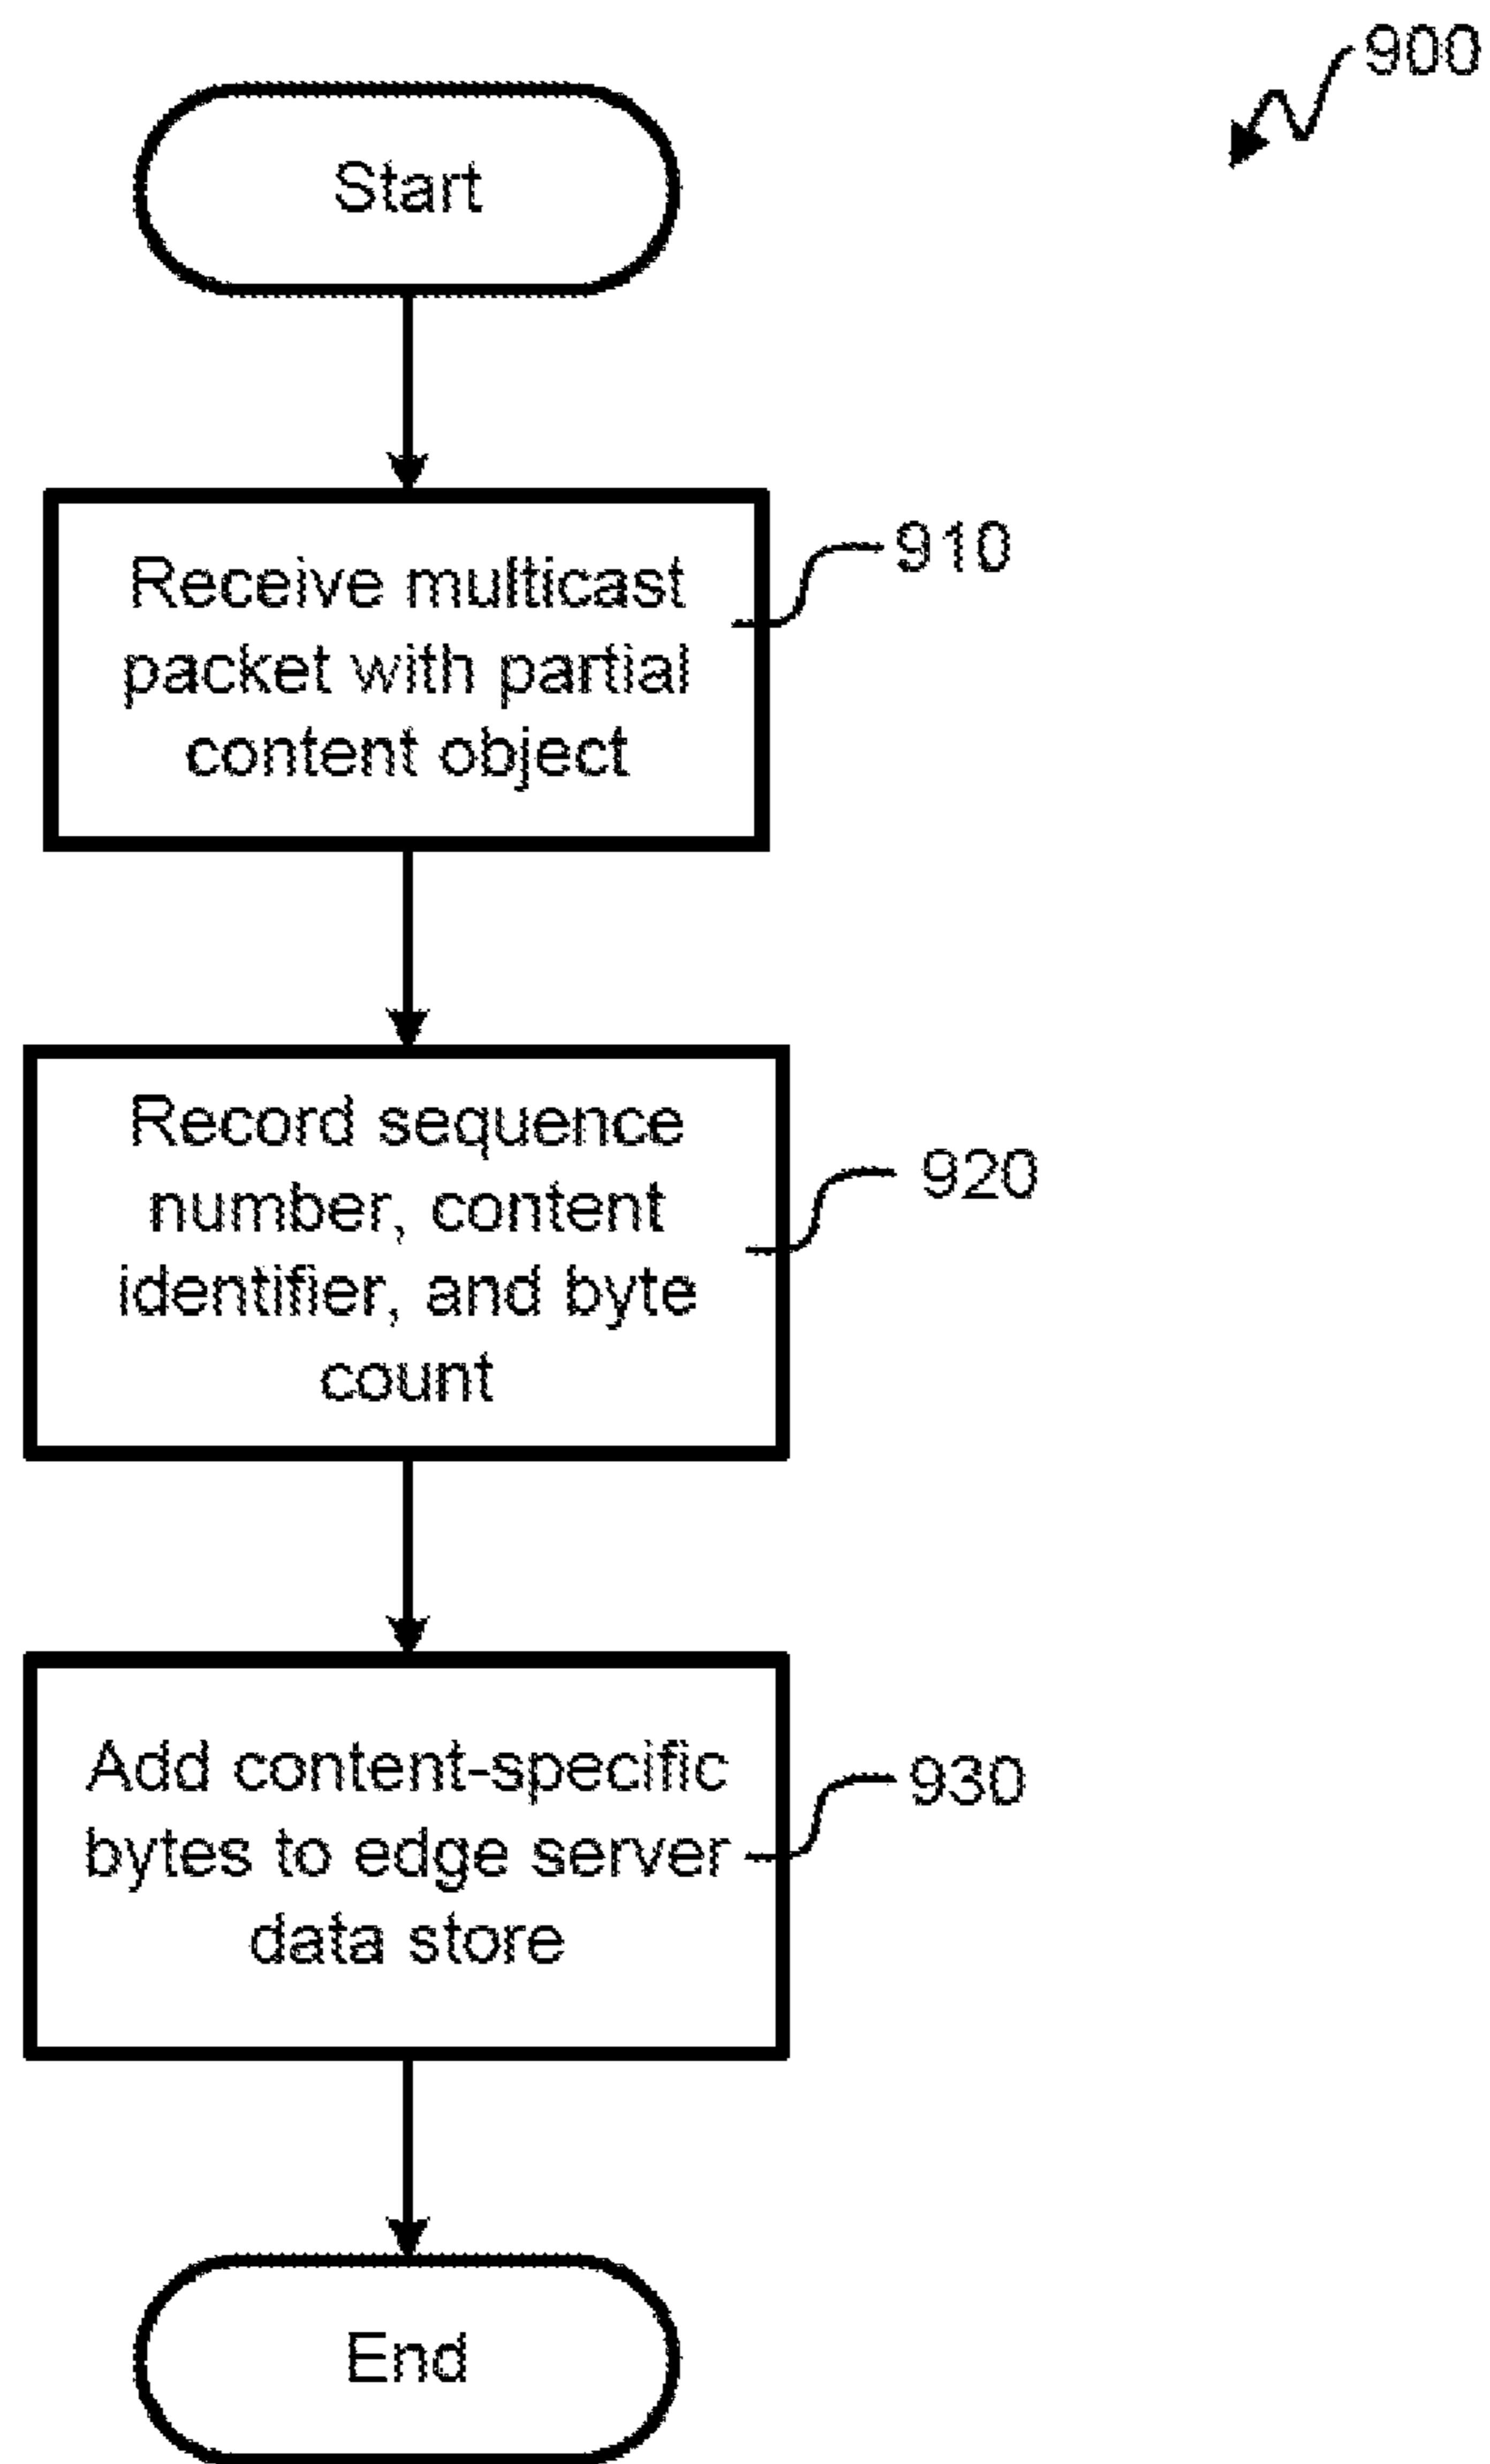 900
Start
Receive multicast
packet with partial
content object
910
Record sequence
number, content
identifier, and byte
count
920
Add content-specific
bytes to edge server
data store
930
End